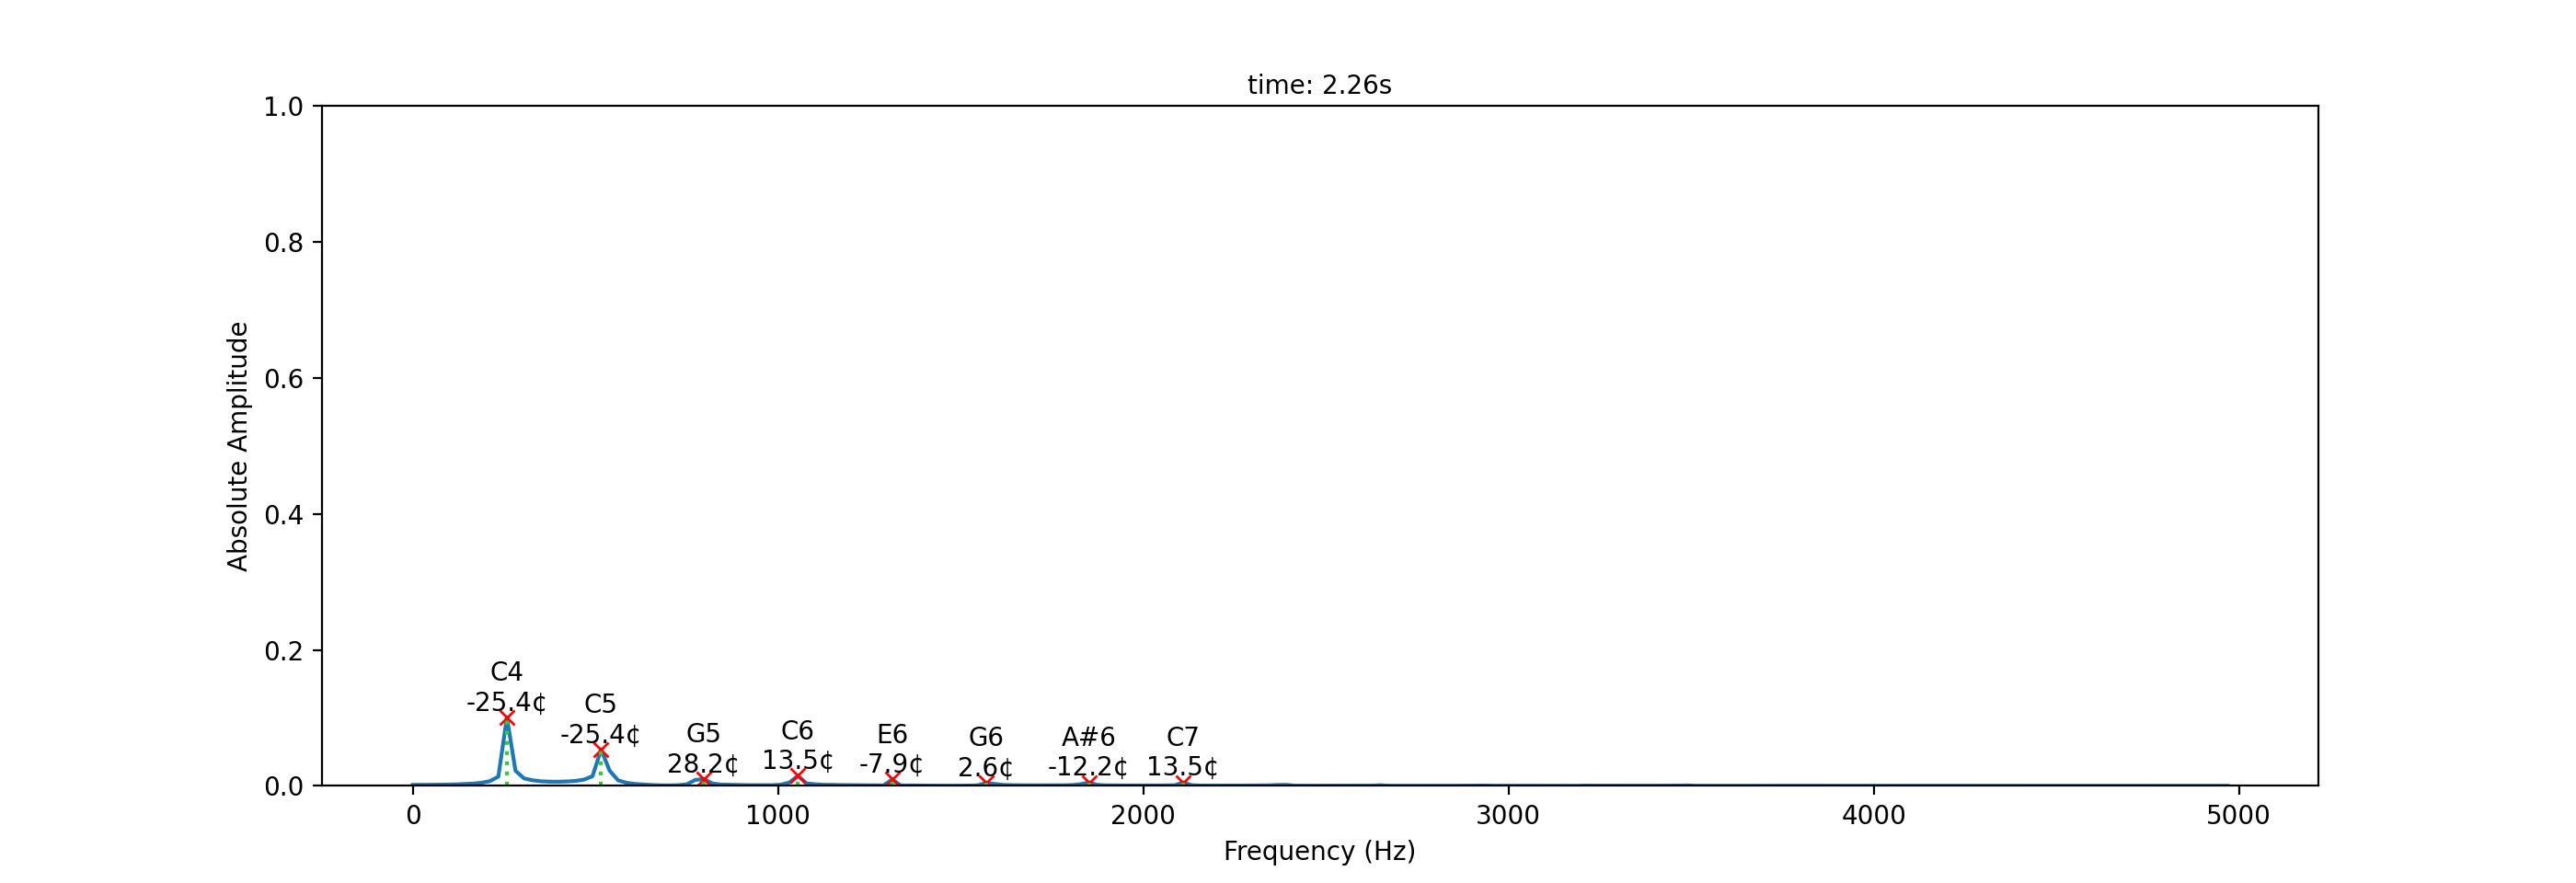 time: 2.26s
1.0
0.8
0.6
0.4
0.2
0.0
Absolute Amplitude
C4
-25.4¢
C5
-25.4¢
G5
28.2¢
C6
13.5¢
E6
-7.9¢
G6
2.6¢
A#6
-12.2¢
C7
13.5¢
0 1000 2000 3000 4000 5000
Frequency (Hz)